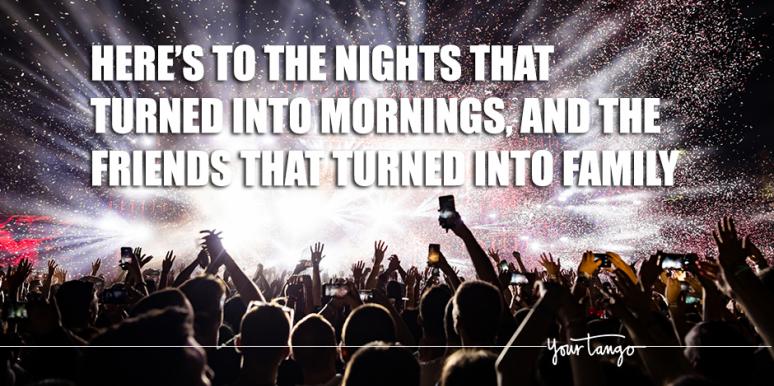 HERE'S TO THE NIGHTS THAT
TURNED INTO MORNINGS, AND THE
FRIENDS THAT TURNED INTO FAMILY
YourTango